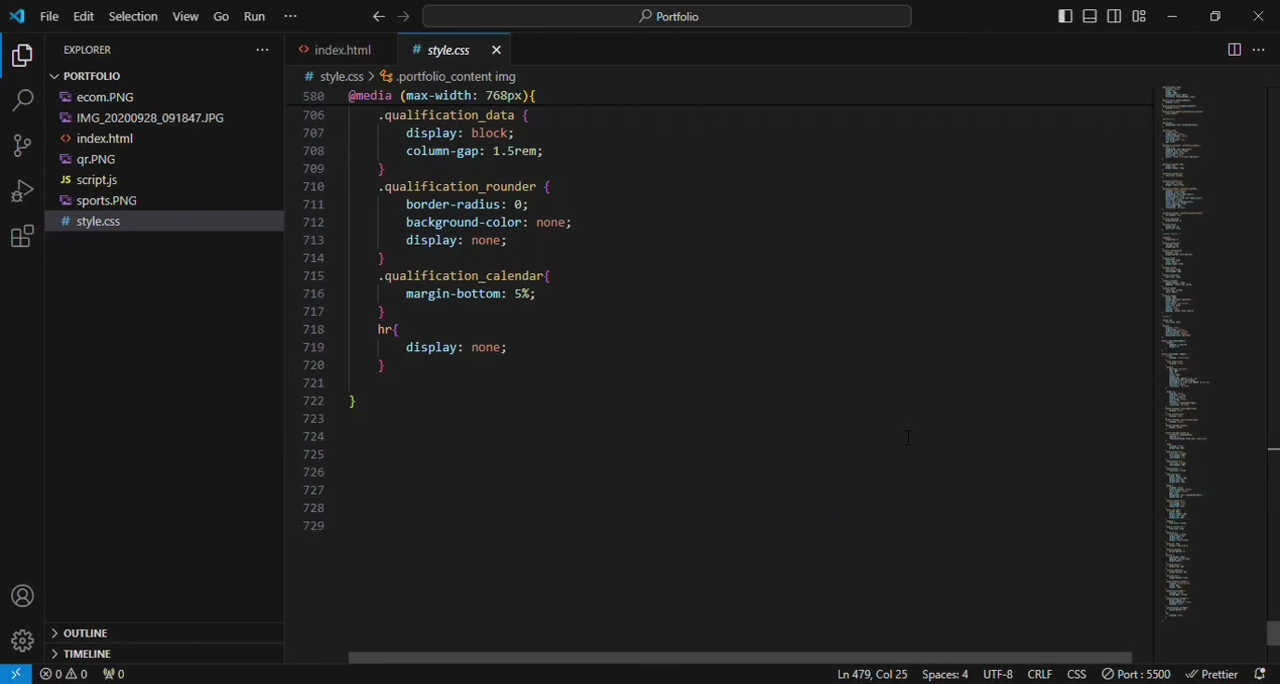 File Edit Selection View Go Run ··· Portfolio
EXPLORER ···
index.html
# style.css
PORTFOLIO
ecom.PNG
IMG_20200928_091847.JPG
<> index.html
qr.PNG
JS script.js
sports.PNG
# style.css
OUTLINE
TIMELINE
# style.css > .portfolio_content img
580 @media (max-width: 768px){
706 .qualification_data {
707 display: block;
708 column-gap: 1.5rem;
709 }
710 .qualification_rounder {
711 border-radius: 0;
712 background-color: none;
713 display: none;
714 }
715 .qualification_calendar{
716 margin-bottom: 5%;
717 }
718 hr{
719 display: none;
720 }
721
722 }
723
724
725
726
727
728
729
0 0 0 Ln 479, Col 25 Spaces: 4 UTF-8 CRLF CSS Port : 5500 Prettier